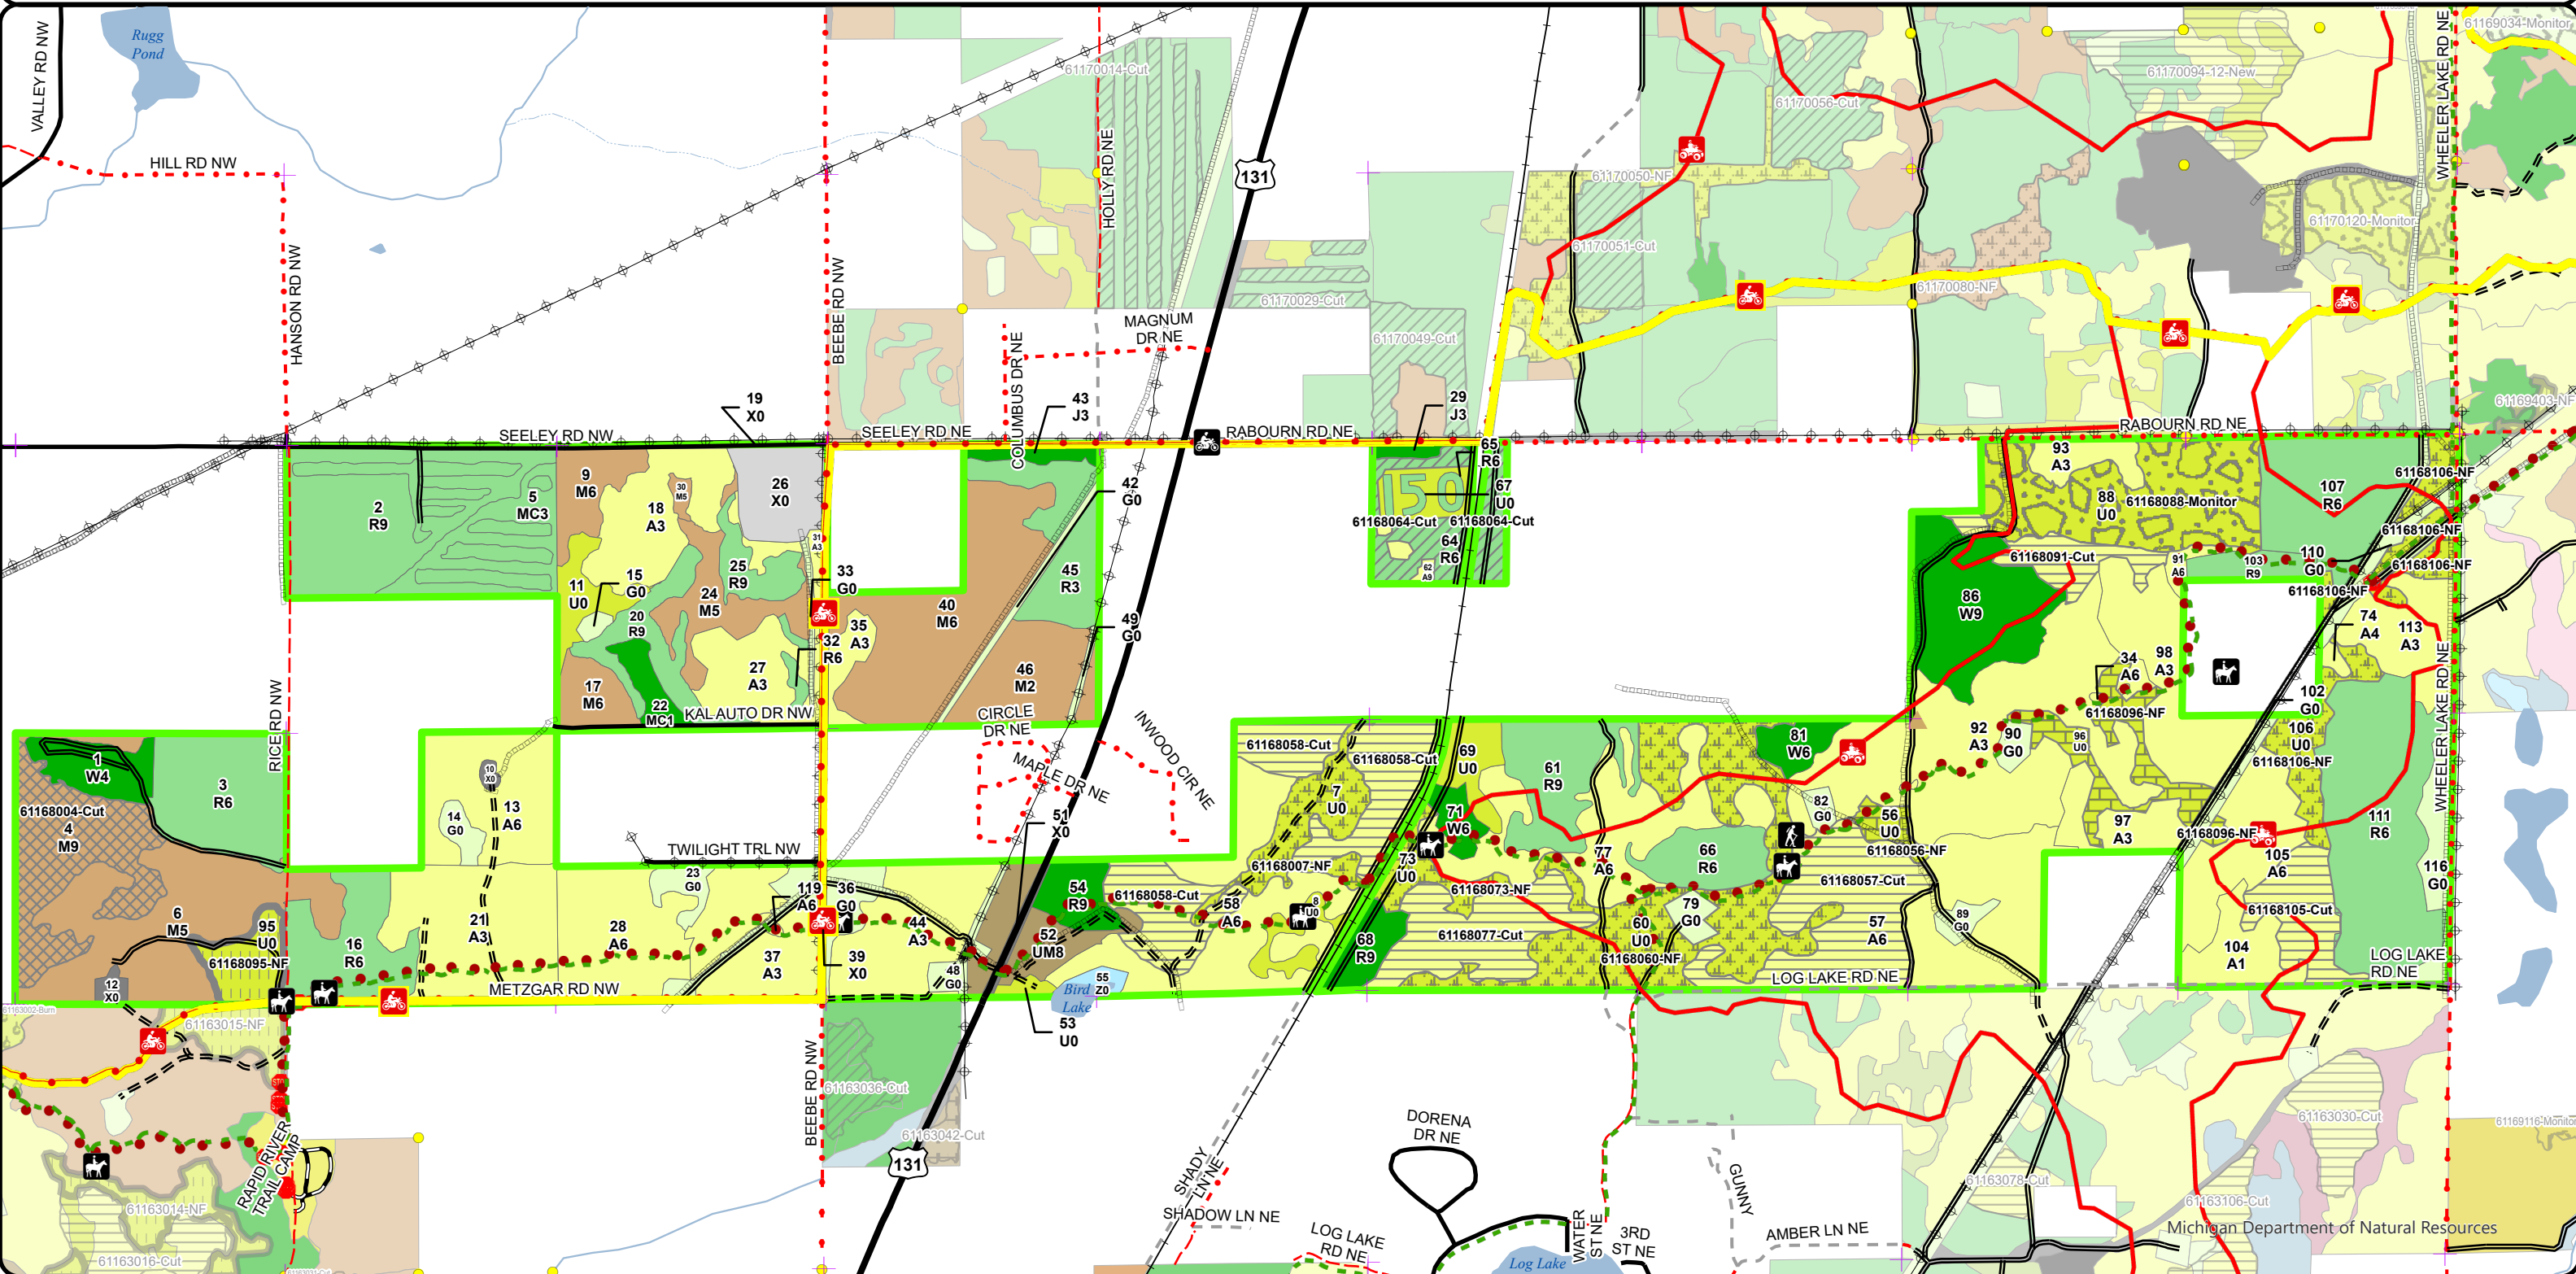 Rugg
Pond
VALLEY RD NW
HILL RD NW
HANSON RD NW
BEEBE RD NW
HOLLY RD NE
131
WHEELER LAKE RD NE
61169034-Monitor
61170014-Cut
61170056-Cut
61170094-12-New
61170050-NF
61170051-Cut
61170120-Monitor
61170080-NF
61170029-Cut
61170049-Cut
MAGNUM
DR NE
COLUMBUS DR NE
19
X0
43
J3
29
J3
61169403-NF
SEELEY RD NW
SEELEY RD NE
RABOURN RD NE
RABOURN RD NE
2
R9
5
MC3
9
M6
18
A3
30
M5
26
X0
31
A3
42
G0
65
R6
67
U0
150
61168064-Cut
61168064-Cut
64
R6
62
A9
93
A3
88
U0
61168088-Monitor
107
R6
61168106-NF
61168106-NF
61168106-NF
61168106-NF
61168091-Cut
91
A6
103
R9
110
G0
11
U0
15
G0
20
R9
24
M5
25
R9
33
G0
32
R6
35
A3
40
M6
45
R3
49
G0
46
M2
17
M6
22
MC1
27
A3
KAL AUTO DR NW
86
W9
74
A4
113
A3
34
A6
98
A3
61168096-NF
102
G0
106
U0
61168106-NF
92
A3
90
G0
96
U0
RICE RD NW
CIRCLE
DR NE
MAPLE DR NE
INWOOD CIR NE
1
W4
3
R6
61168004-Cut
4
M9
10
X0
13
A6
14
G0
TWILIGHT TRL NW
51
X0
61168058-Cut
61168058-Cut
7
U0
69
U0
61
R9
81
W6
71
W6
82
G0
56
U0
61168056-NF
97
A3
61168096-NF
105
A6
111
R6
116
G0
WHEELER LAKE RD NE
23
G0
119
A6
36
G0
44
A3
54
R9
61168058-Cut
61168007-NF
58
A6
8
U0
73
U0
61168073-NF
77
A6
66
R6
61168057-Cut
57
A6
89
G0
61168105-Cut
104
A1
6
M5
95
U0
61168095-NF
12
X0
16
R6
21
A3
28
A6
37
A3
39
X0
48
G0
52
UM8
53
U0
55
Z0
Bird
Lake
68
R9
61168077-Cut
60
U0
61168060-NF
79
G0
LOG LAKE RD NE
LOG LAKE
RD NE
METZGAR RD NW
61163002-Burn
61163015-NF
BEEBE RD NW
61163036-Cut
61163042-Cut
131
RAPID RIVER
TRAIL CAMP
61163014-NF
61163016-Cut
SHADY
LN NE
SHADOW LN NE
DORENA
DR NE
LOG LAKE
RD NE
Log Lake
WATER
ST NE
3RD
ST NE
GUNNY
AMBER LN NE
61163078-Cut
61163106-Cut
61163030-Cut
61169116-Monitor
Michigan Department of Natural Resources